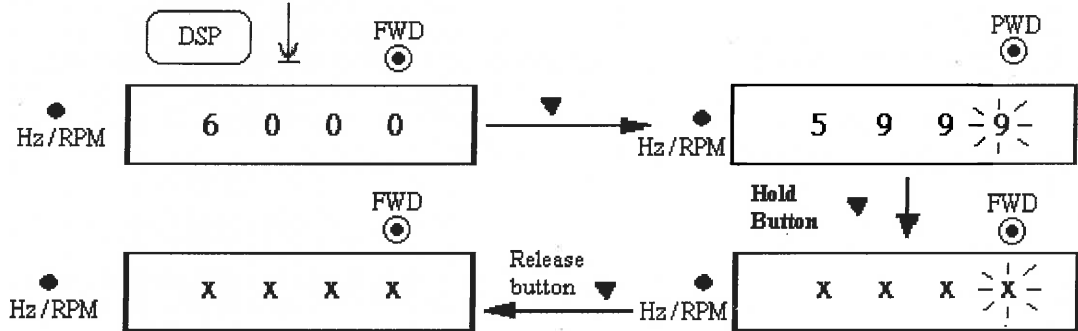 DSP
FWD
PWD
Hz/RPM
6 0 0 0
Hz/RPM
5 9 9 9
Hold
Button
FWD
FWD
Hz/RPM
x x x x
Release
button
Hz/RPM
x x x x